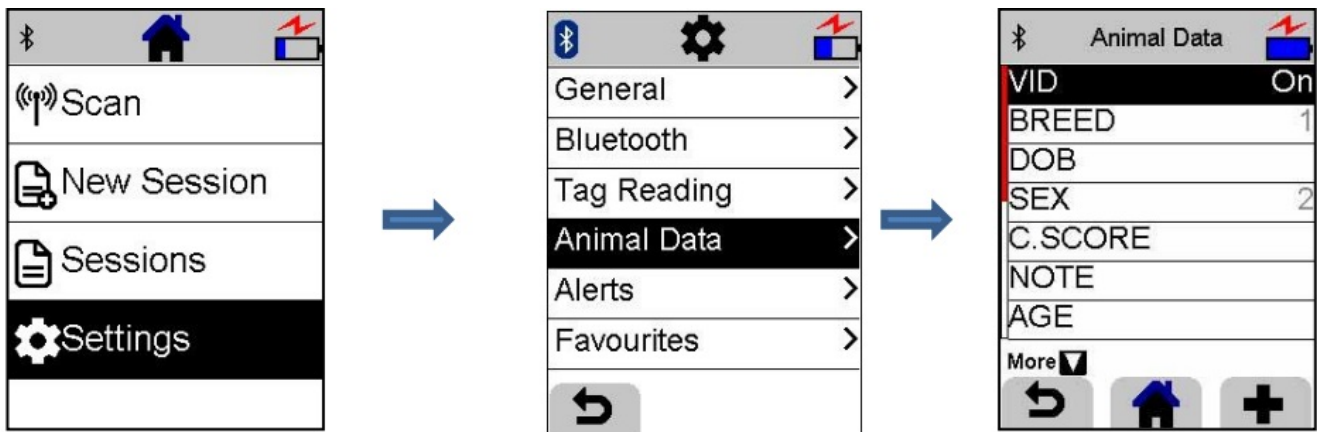 Scan
New Session
Sessions
Settings
General
Bluetooth
Tag Reading
Animal Data
Alerts
Favourites
Animal Data
VID On
BREED 1
DOB
SEX 2
C.SCORE
NOTE
AGE
More